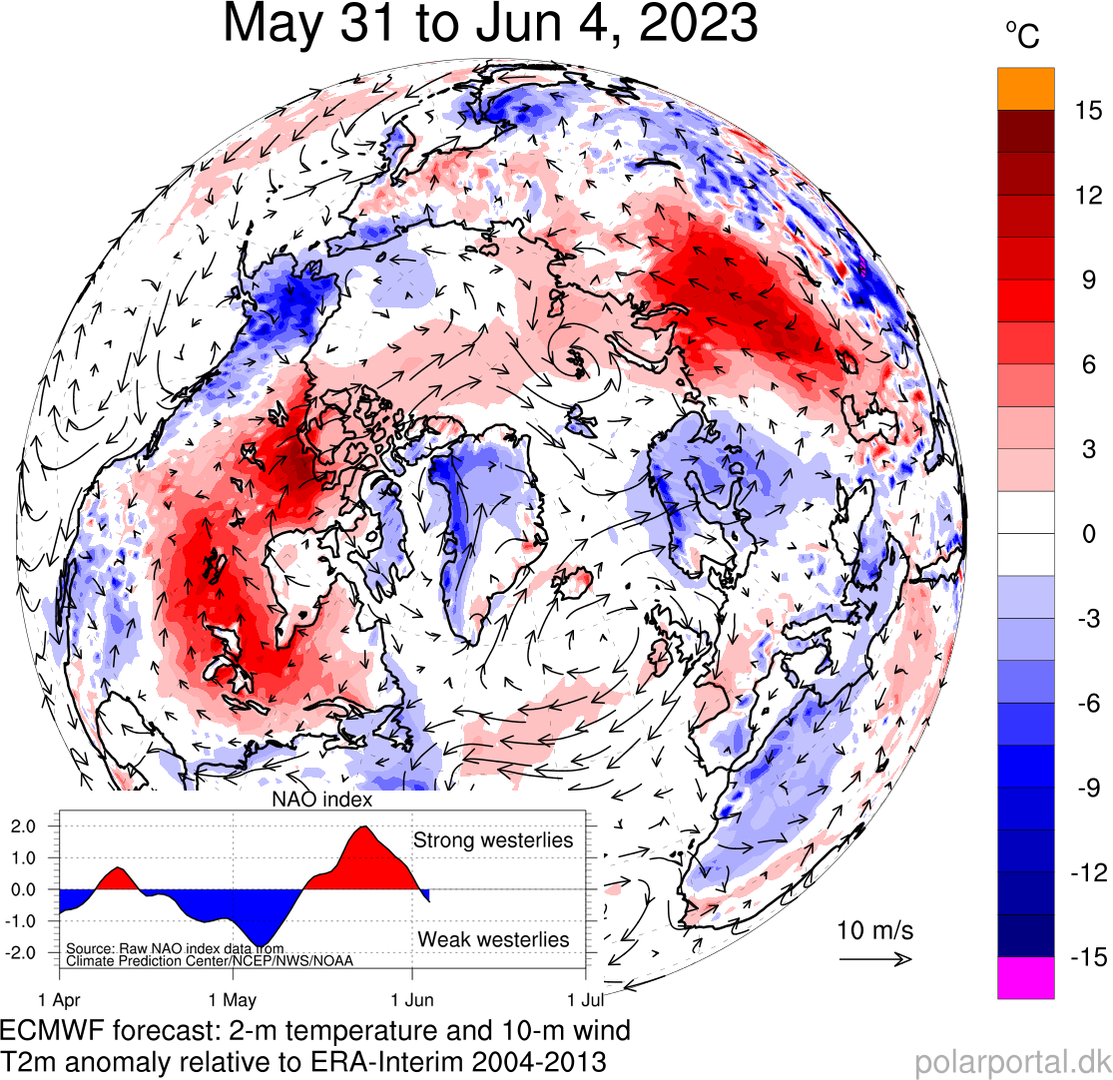 May 31 to Jun 4, 2023
°C
15
12
9
6
3
0
-3
-6
-9
-12
-15
NAO index
2.0
1.0
0.0
-1.0
-2.0
Strong westerlies
Weak westerlies
Source: Raw NAO index data from
Climate Prediction Center/NCEP/NWS/NOAA
1 Apr 1 May 1 Jun 1 Jul
10 m/s
ECMWF forecast: 2-m temperature and 10-m wind
T2m anomaly relative to ERA-Interim 2004-2013
polarportal.dk